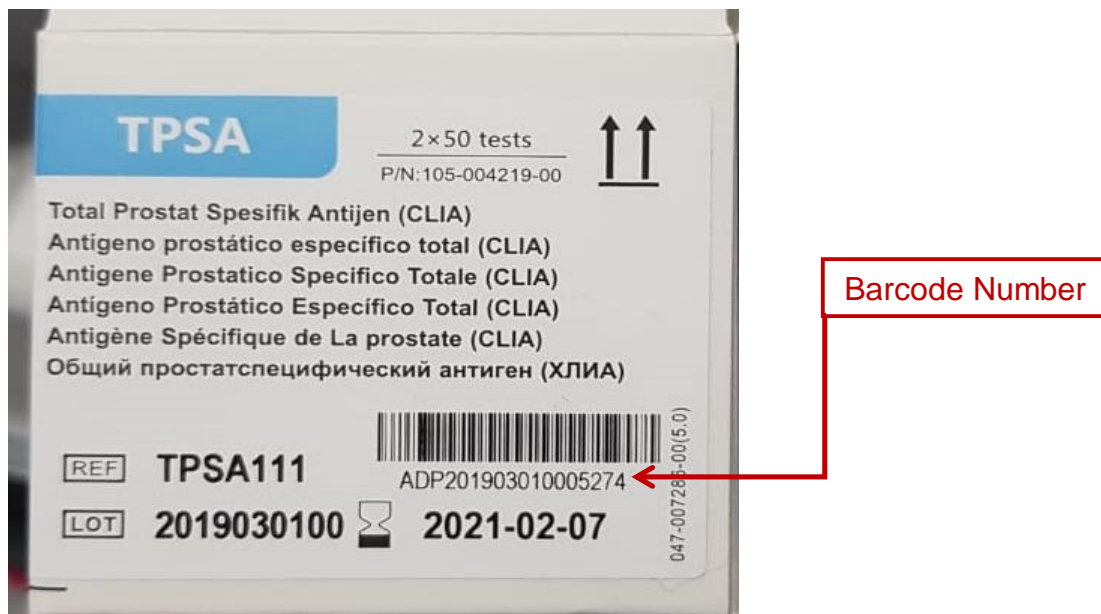 TPSA
2×50 tests
P/N:105-004219-00
Total Prostat Spesifik Antijen (CLIA)
Antígeno prostático específico total (CLIA)
Antigene Prostatico Specifico Totale (CLIA)
Antígeno Prostático Específico Total (CLIA)
Antigène Spécifique de La prostate (CLIA)
Общий простатспецифический антиген (ХЛИА)
REF TPSA111
ADP201903010005274
LOT 2019030100 2021-02-07
Barcode Number